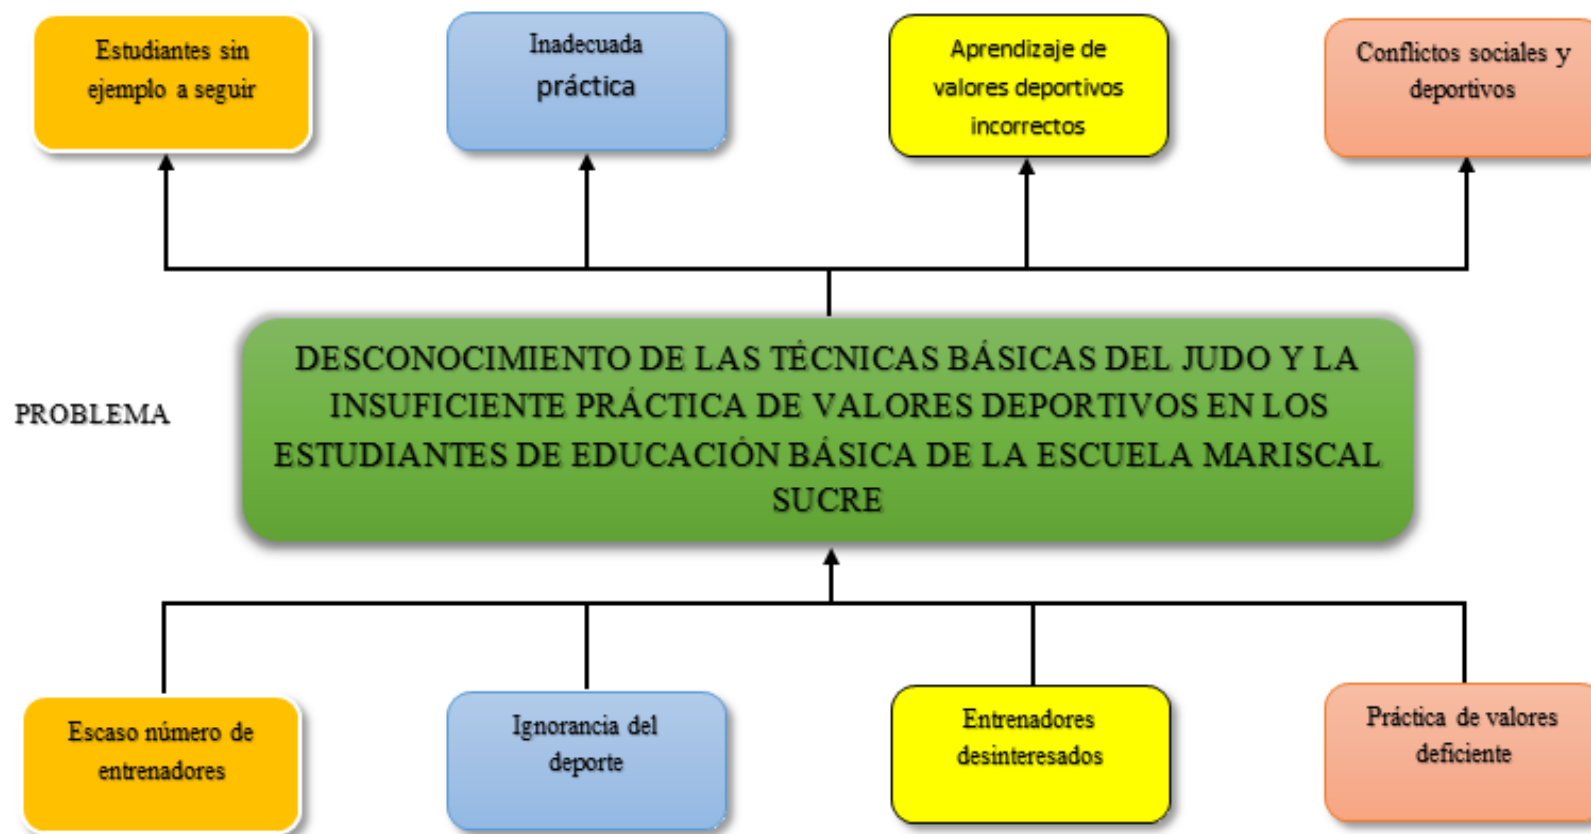 Estudiantes sin
ejemplo a seguir
Inadecuada
práctica
Aprendizaje de
valores deportivos
incorrectos
Conflictos sociales y
deportivos
PROBLEMA
DESCONOCIMIENTO DE LAS TÉCNICAS BÁSICAS DEL JUDO Y LA
INSUFICIENTE PRÁCTICA DE VALORES DEPORTIVOS EN LOS
ESTUDIANTES DE EDUCACIÓN BÁSICA DE LA ESCUELA MARISCAL
SUCRE
Escaso número de
entrenadores
Ignorancia del
deporte
Entrenadores
desinteresados
Práctica de valores
deficiente